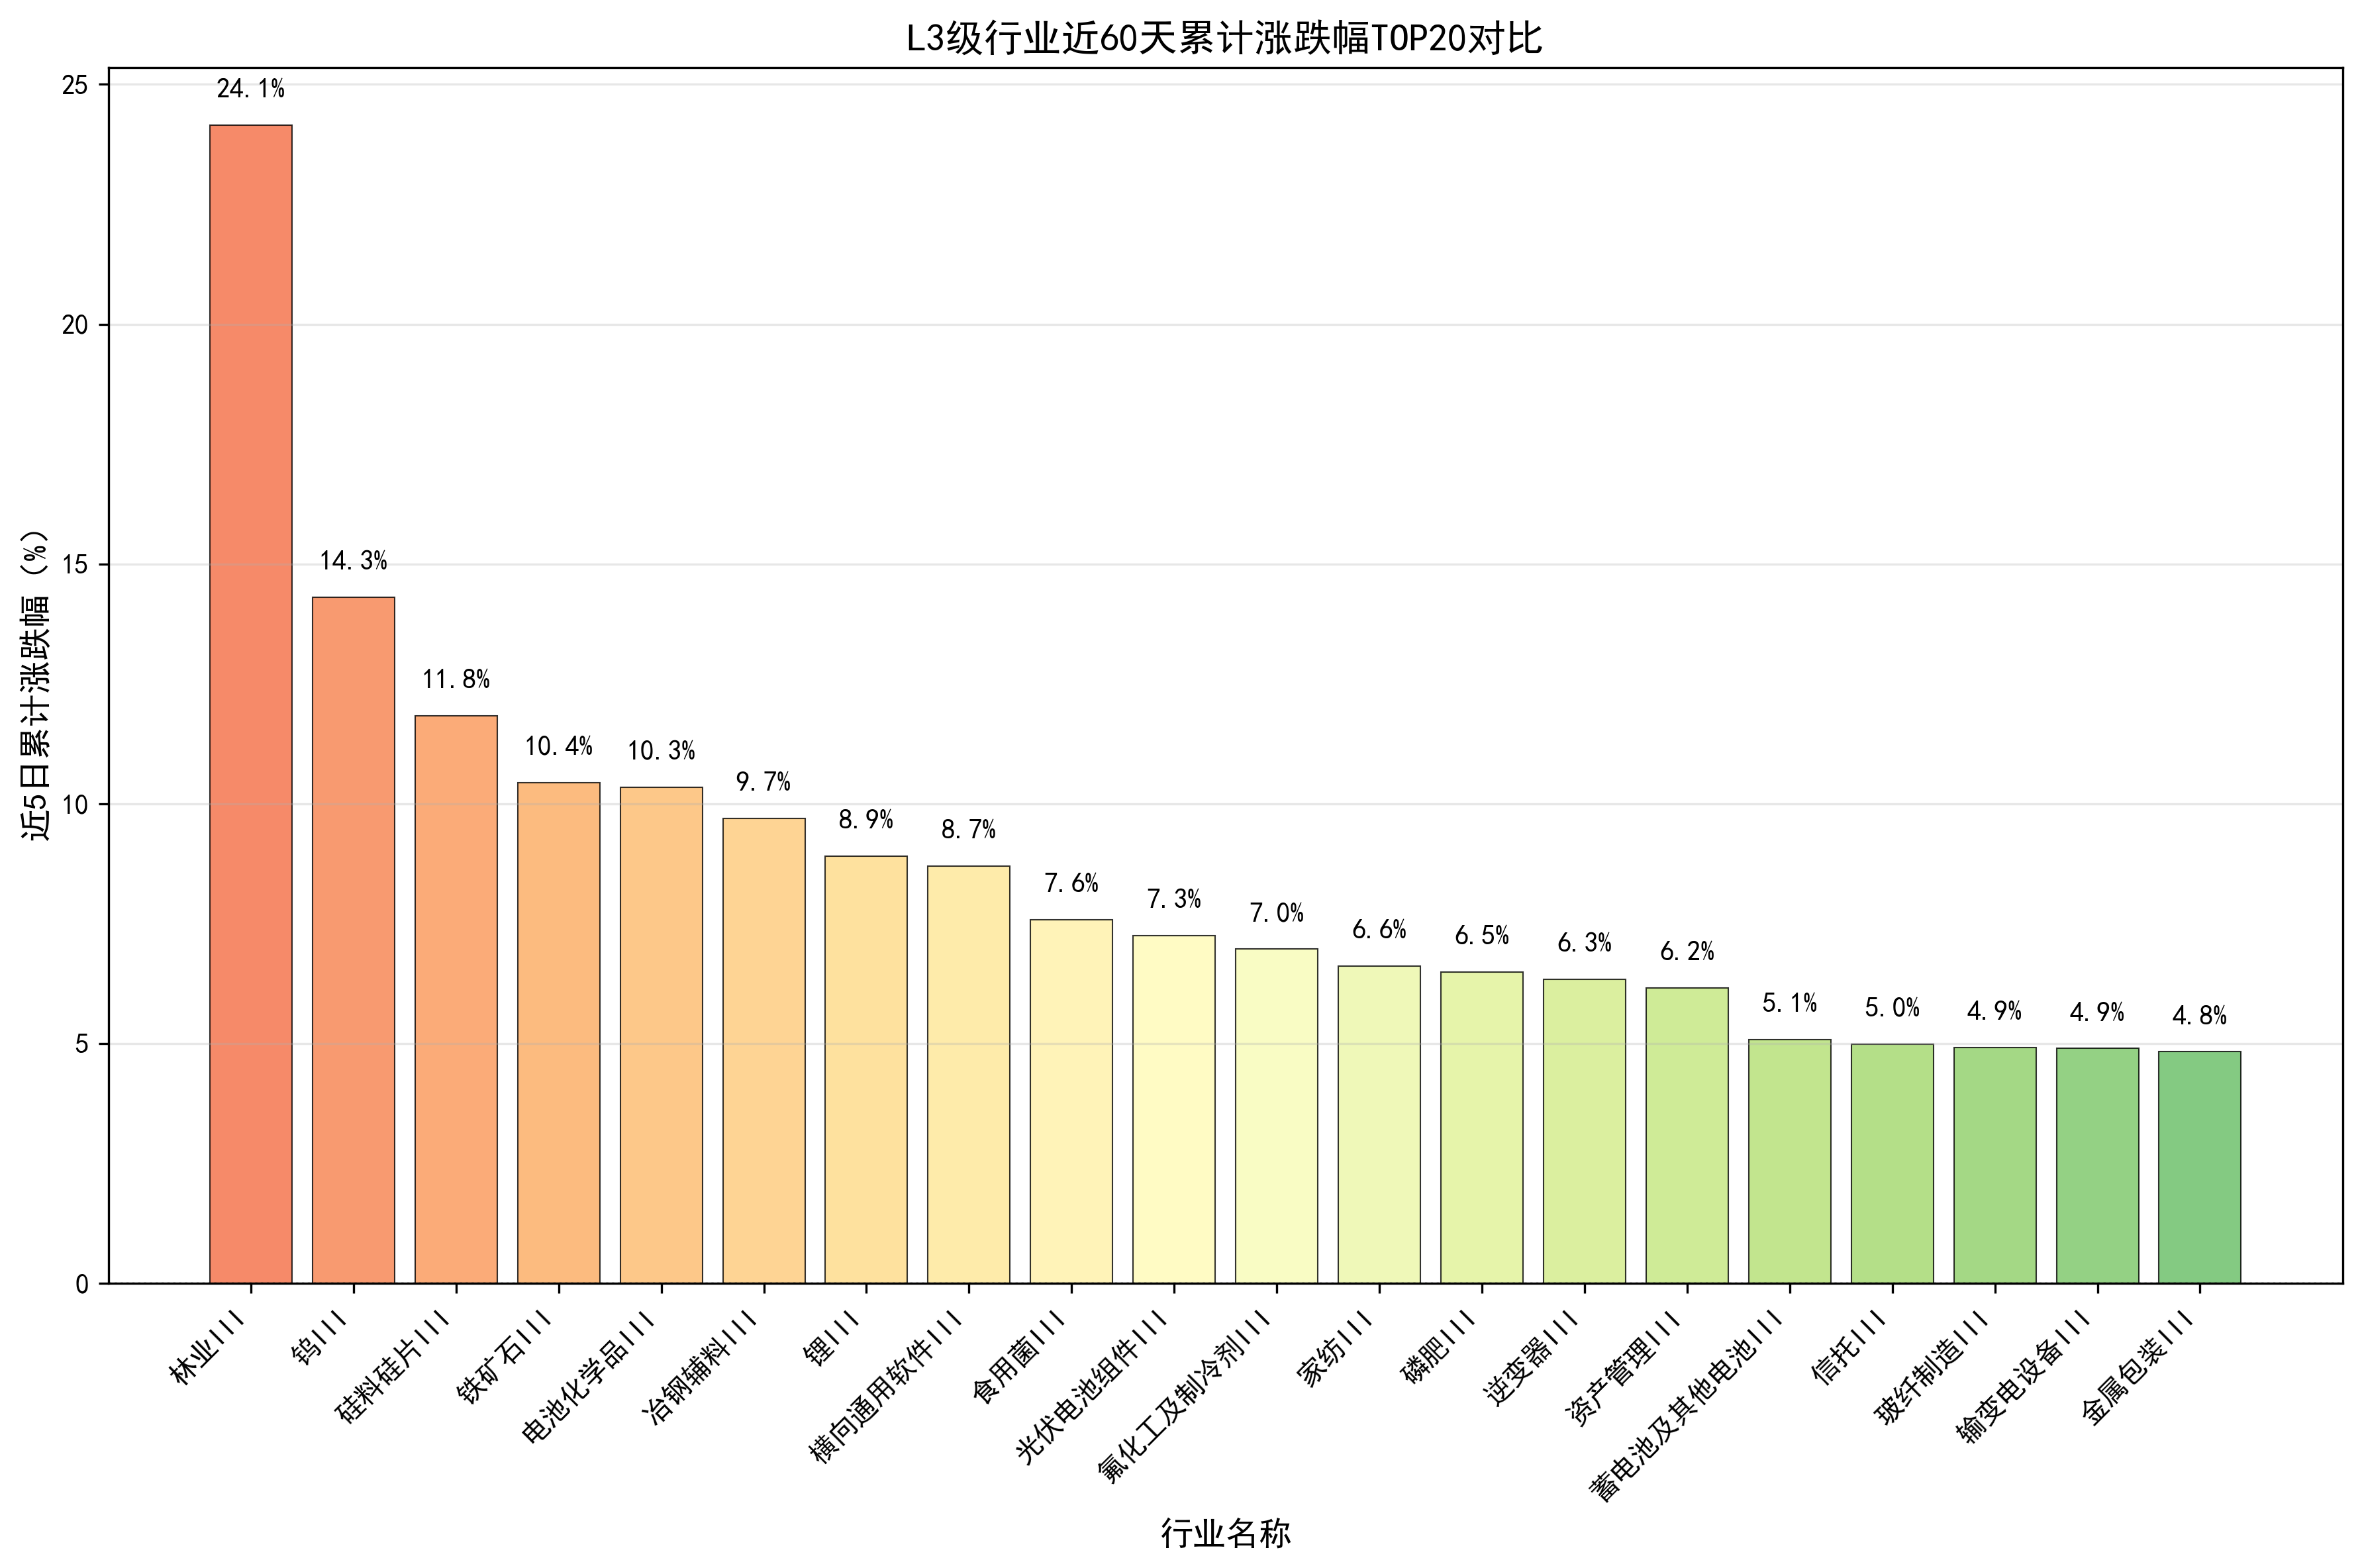 L3级行业近60天累计涨跌幅TOP20对比
近5日累计涨跌幅（%）
25
20
15
10
5
0
24.1%
14.3%
11.8%
10.4%
10.3%
9.7%
8.9%
8.7%
7.6%
7.3%
7.0%
6.6%
6.5%
6.3%
6.2%
5.1%
5.0%
4.9%
4.9%
4.8%
林业III
钨III
硅料硅片III
铁矿石III
电池化学品III
冶钢辅料III
锂III
横向通用软件III
食用菌III
光伏电池组件III
氟化工及制冷剂III
家纺III
磷肥III
逆变器III
资产管理III
蓄电池及其他电池III
信托III
玻纤制造III
输变电设备III
金属包装III
行业名称